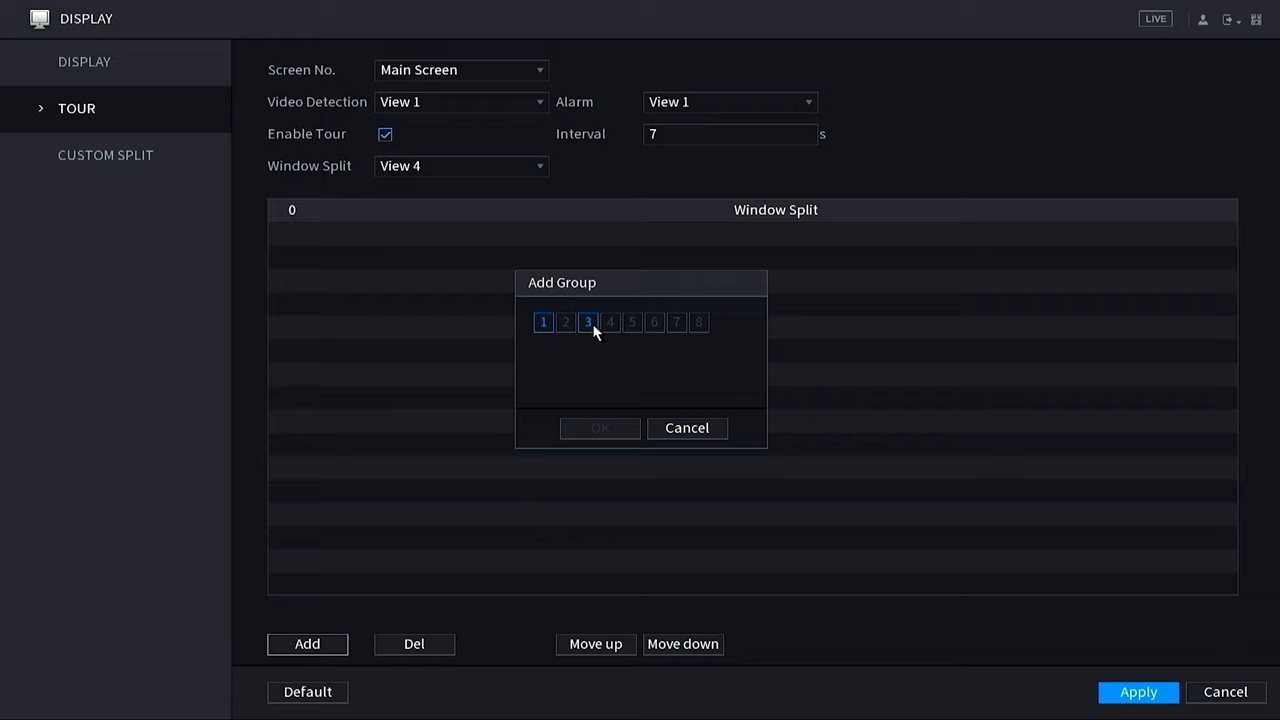 DISPLAY
LIVE
DISPLAY
TOUR
CUSTOM SPLIT
Screen No. Main Screen
Video Detection View 1 Alarm View 1
Enable Tour Interval 7 s
Window Split View 4
0 Window Split
Add Group
1 2 3 4 5 6 7 8
OK Cancel
Add Del Move up Move down
Default Apply Cancel